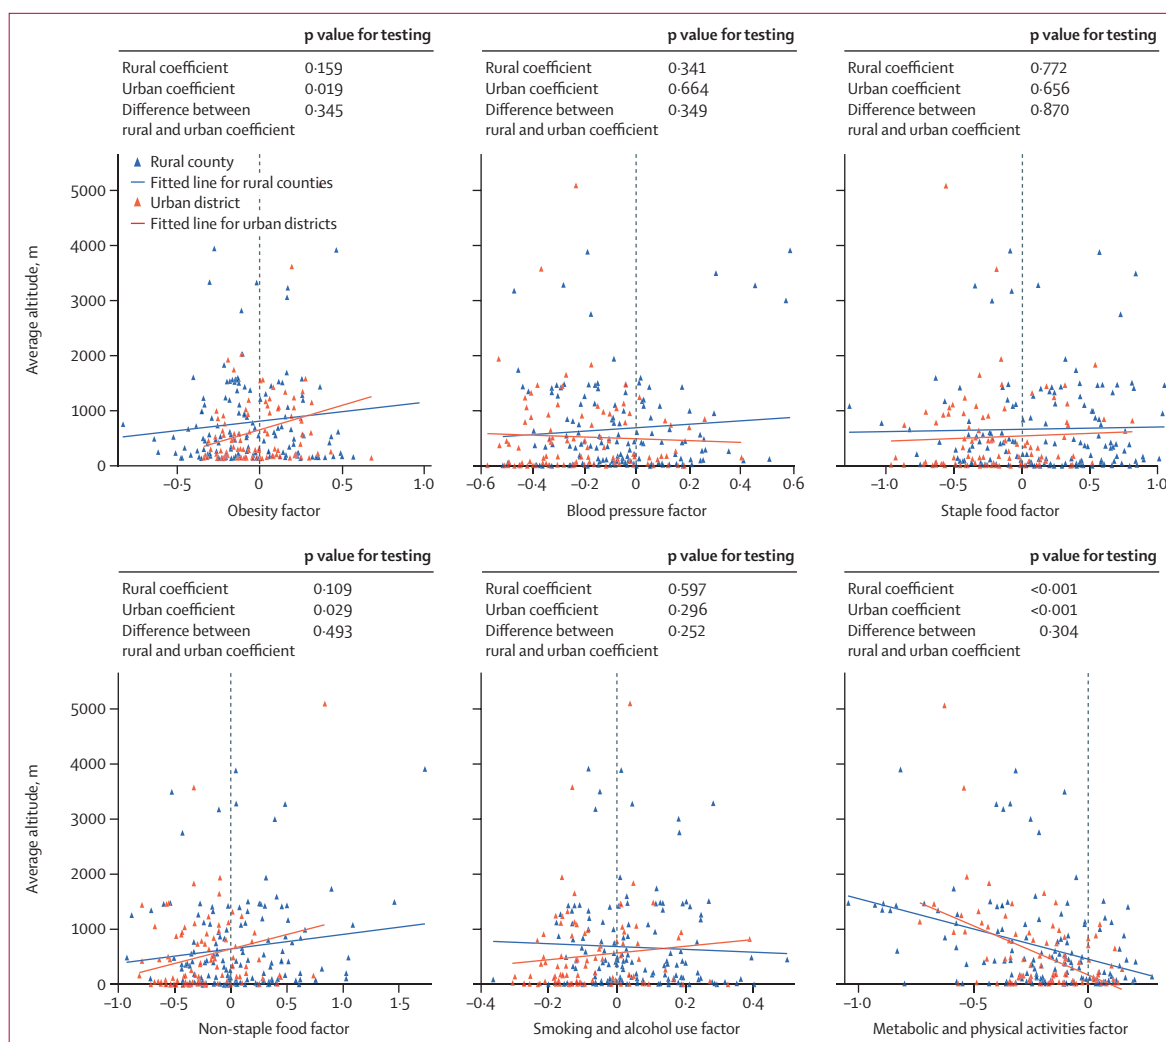 p value for testing
Rural coefficient 0·159
Urban coefficient 0·019
Difference between 0·345
rural and urban coefficient
p value for testing
Rural coefficient 0·341
Urban coefficient 0·664
Difference between 0·349
rural and urban coefficient
p value for testing
Rural coefficient 0·772
Urban coefficient 0·656
Difference between 0·870
rural and urban coefficient
Rural county
Fitted line for rural counties
Urban district
Fitted line for urban districts
Average altitude, m
5000
4000
3000
2000
1000
0
–0·5 0 0·5 1·0
Obesity factor
–0·6 –0·4 –0·2 0 0·2 0·4 0·6
Blood pressure factor
–1·0 –0·5 0 0·5 1·0
Staple food factor
p value for testing
Rural coefficient 0·109
Urban coefficient 0·029
Difference between 0·493
rural and urban coefficient
p value for testing
Rural coefficient 0·597
Urban coefficient 0·296
Difference between 0·252
rural and urban coefficient
p value for testing
Rural coefficient <0·001
Urban coefficient <0·001
Difference between 0·304
rural and urban coefficient
Average altitude, m
5000
4000
3000
2000
1000
0
–1·0 –0·5 0 0·5 1·0 1·5
Non-staple food factor
–0·4 –0·2 0 0·2 0·4
Smoking and alcohol use factor
–1·0 –0·5 0
Metabolic and physical activities factor